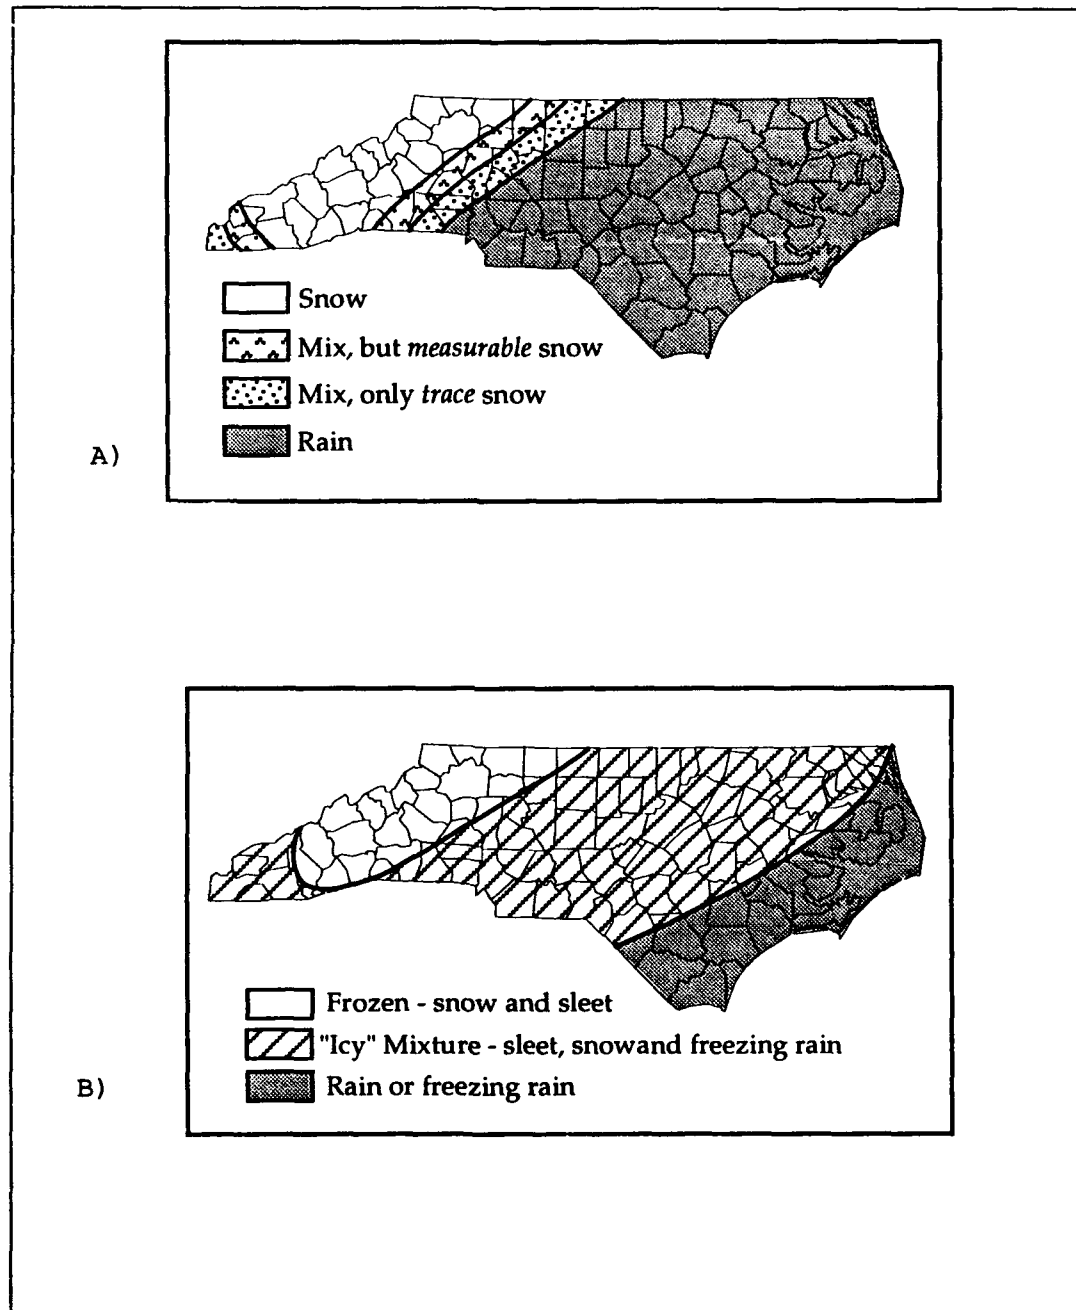 Snow
Mix, but measurable snow
Mix, only trace snow
Rain
A)
Frozen - snow and sleet
"Icy" Mixture - sleet, snowand freezing rain
Rain or freezing rain
B)